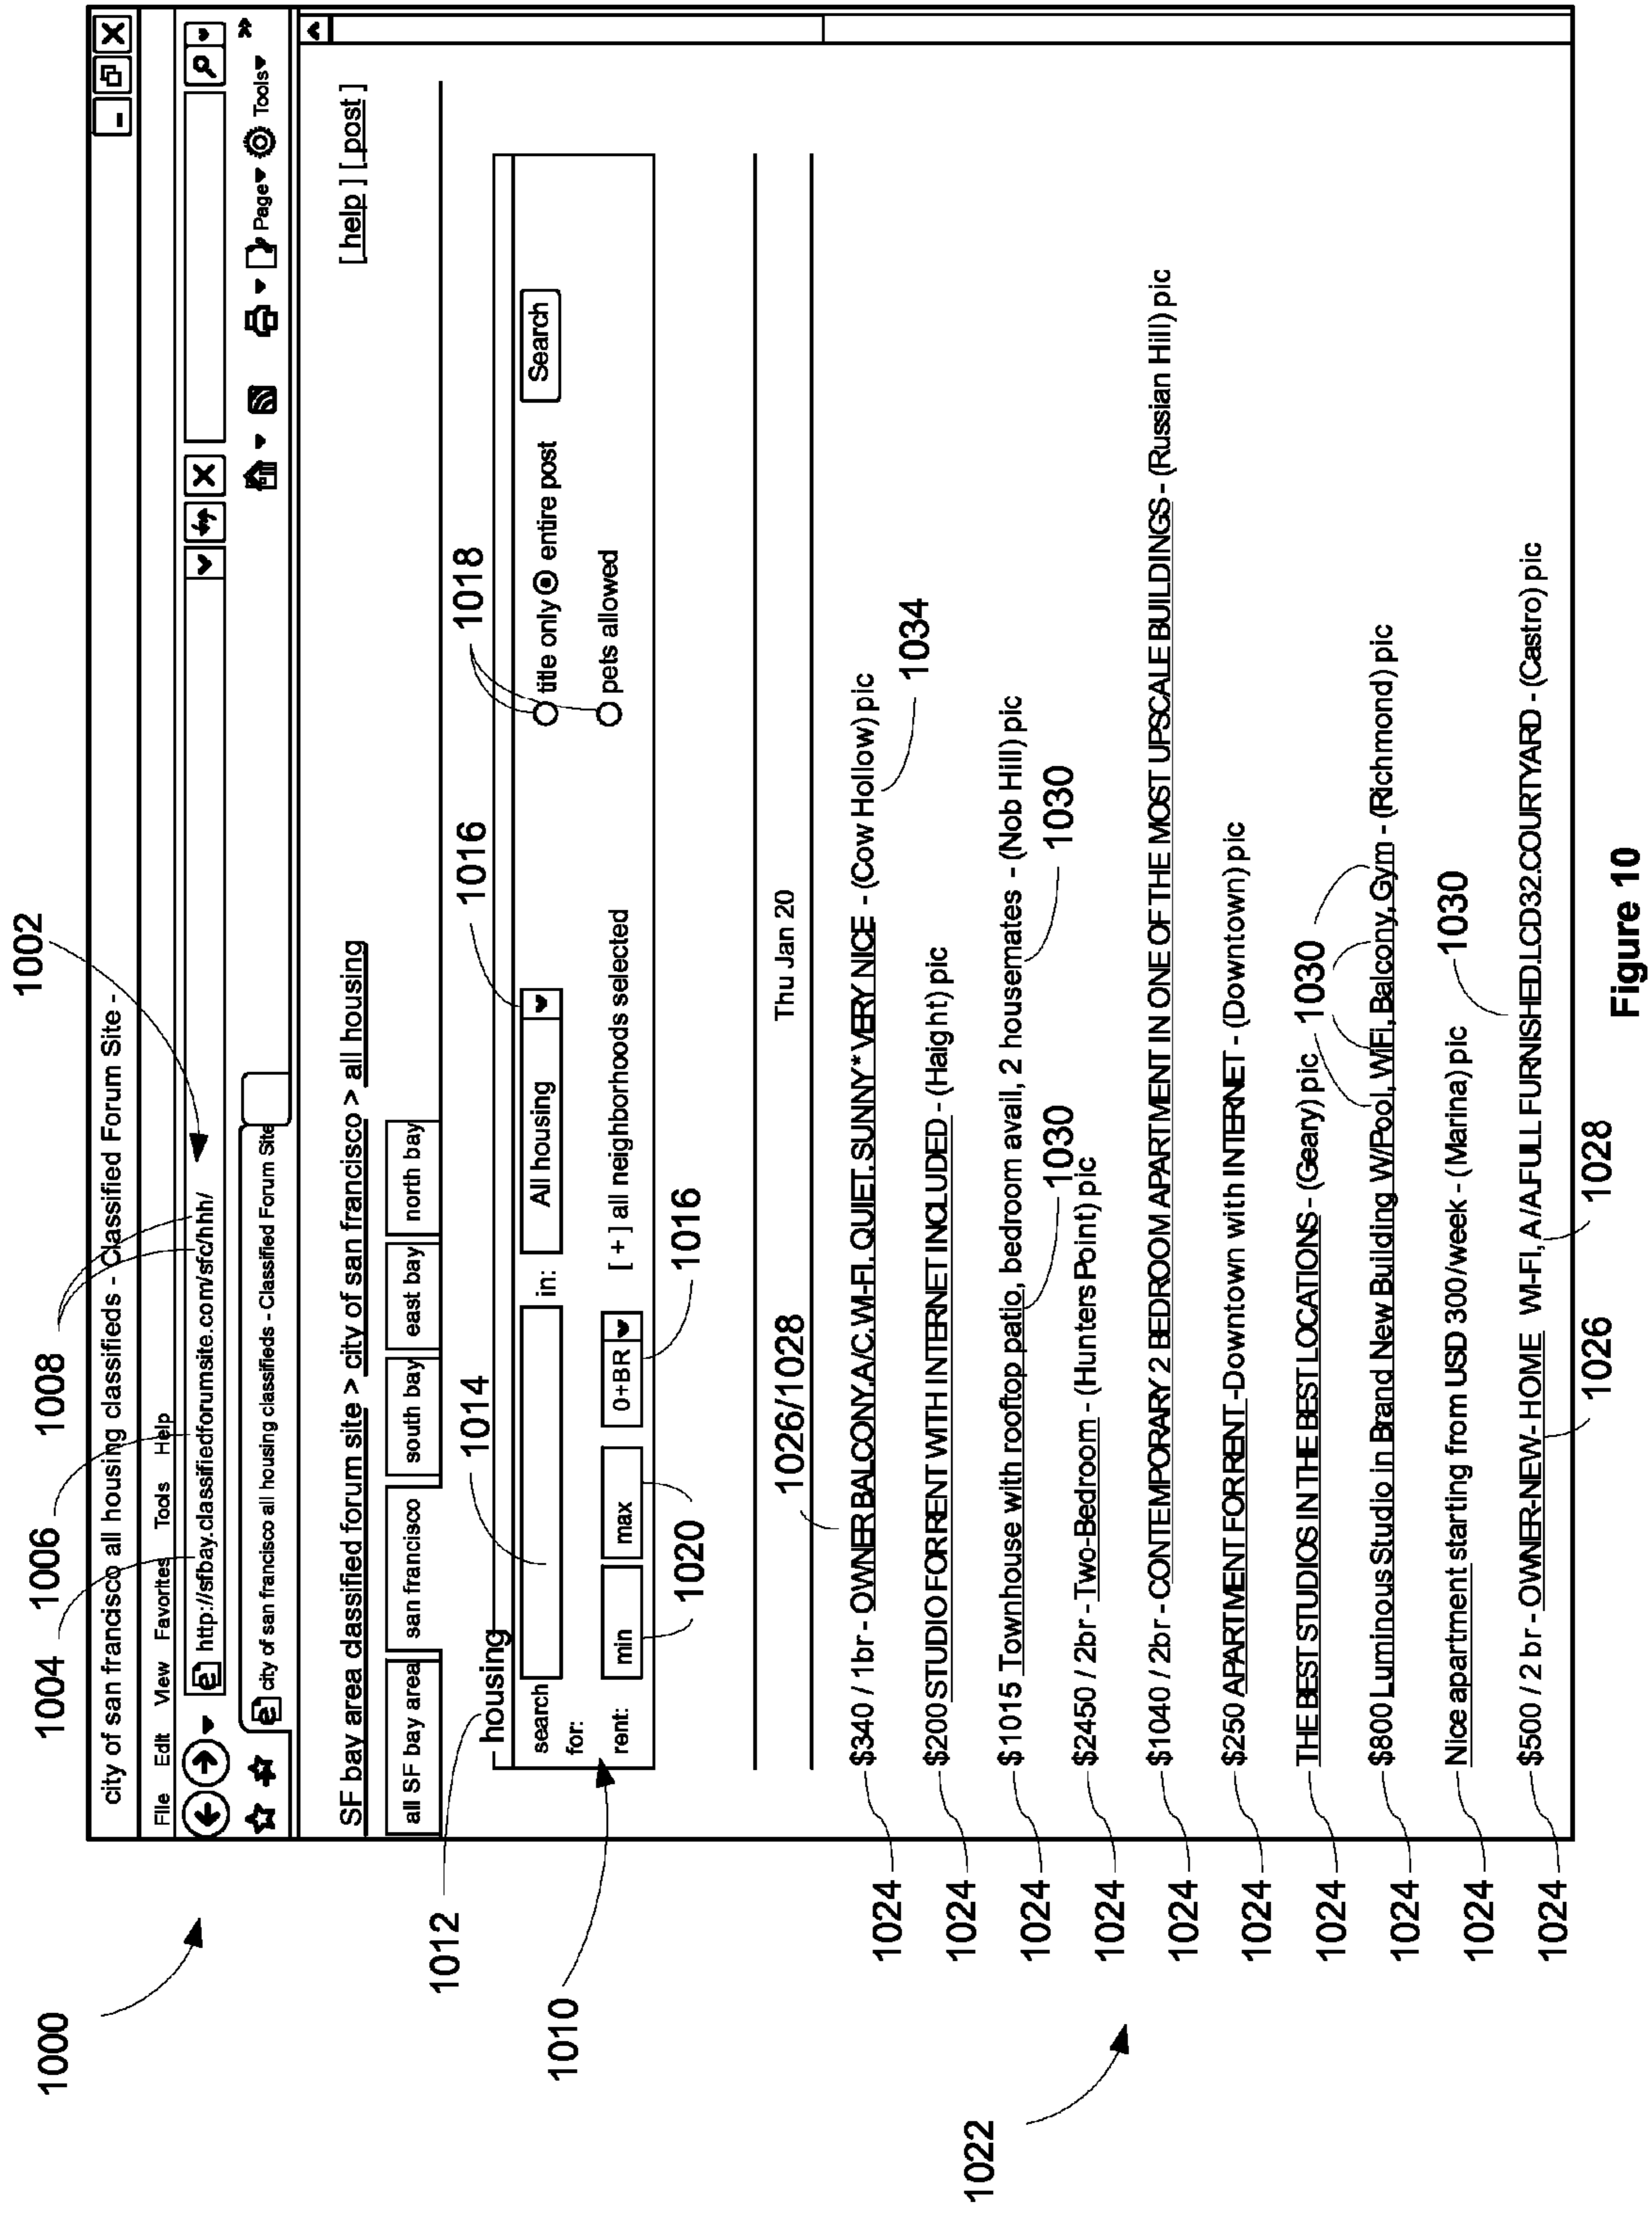 1000
1002
1004
1006
1008
city of san francisco all housing classifieds - Classified Forum Site -
File Edit View Favorites Tools Help
http://sfbay.classifiedforumsite.com/sfc/hhh/
city of san francisco all housing classifieds - Classified Forum Site
Page Tools
SF bay area classified forum site > city of san francisco > all housing
[ help ] [ post ]
all SF bay area
san francisco
south bay
east bay
north bay
1012
1014
1016
1018
housing
search
for:
in:
All housing
title only
entire post
Search
rent:
min
max
0+BR
[ + ] all neighborhoods selected
pets allowed
1010
1020
1016
Thu Jan 20
1026/1028
1022
1024
$340 / 1br - OWNER BALCONY.A/C.WI-FI. QUIET. SUNNY * VERY NICE - (Cow Hollow) pic
1034
1024
$200 STUDIO FOR RENT WITH INTERNET INCLUDED - (Haight) pic
1024
$1015 Townhouse with rooftop patio, bedroom avail, 2 housemates - (Nob Hill) pic
1030
1030
1024
$2450 / 2br - Two-Bedroom - (Hunters Point) pic
1024
$1040 / 2br - CONTEMPORARY 2 BEDROOM APARTMENT IN ONE OF THE MOST UPSCALE BUILDINGS - (Russian Hill) pic
1024
$250 APARTMENT FOR RENT -Downtown with INTERNET - (Downtown) pic
1024
THE BEST STUDIOS IN THE BEST LOCATIONS - (Geary) pic
1030
1024
$800 Luminous Studio in Brand New Building W/Pool, WiFi, Balcony, Gym - (Richmond) pic
1024
Nice apartment starting from USD 300/week - (Marina) pic
1030
1024
$500 / 2 br - OWNER-NEW- HOME WI-FI, A/A.FULL FURNISHED.LCD32.COURTYARD - (Castro) pic
1026
1028
Figure 10